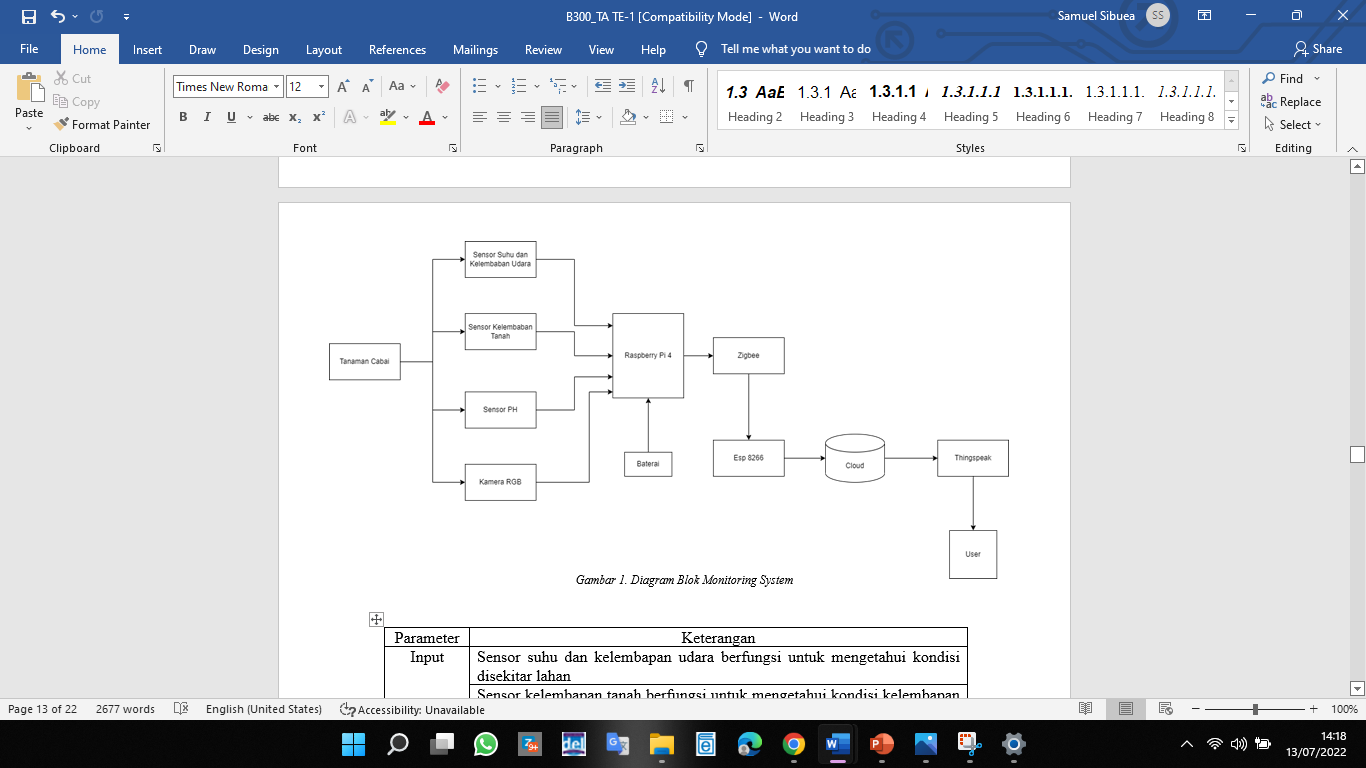 B300_TA TE-1 [Compatibility Mode] - Word
Samuel Sibuea
SS
File Home Insert Draw Design Layout References Mailings Review View Help Tell me what you want to do
Share
Paste
Cut
Copy
Format Painter
Clipboard
Times New Roma 12
Aa
B I U abc x₂ x²
Font
Paragraph
1.3 AaE
Heading 2
1.3.1 Aa
Heading 3
1.3.1.1
Heading 4
1.3.1.1.1
Heading 5
1.3.1.1.1.
Heading 6
1.3.1.1.1.
Heading 7
1.3.1.1.1.
Heading 8
Styles
Find
Replace
Select
Editing
Tanaman Cabai
Sensor Suhu dan
Kelembaban Udara
Sensor Kelembaban
Tanah
Sensor PH
Kamera RGB
Raspberry Pi 4
Baterai
Zigbee
Esp 8266
Cloud
Thingspeak
User
Gambar 1. Diagram Blok Monitoring System
Parameter Keterangan
Input Sensor suhu dan kelembapan udara berfungsi untuk mengetahui kondisi
disekitar lahan
Sensor kelembapan tanah berfungsi untuk mengetahui kondisi kelembapan
Page 13 of 22 2677 words English (United States) Accessibility: Unavailable
100%
14:18
13/07/2022